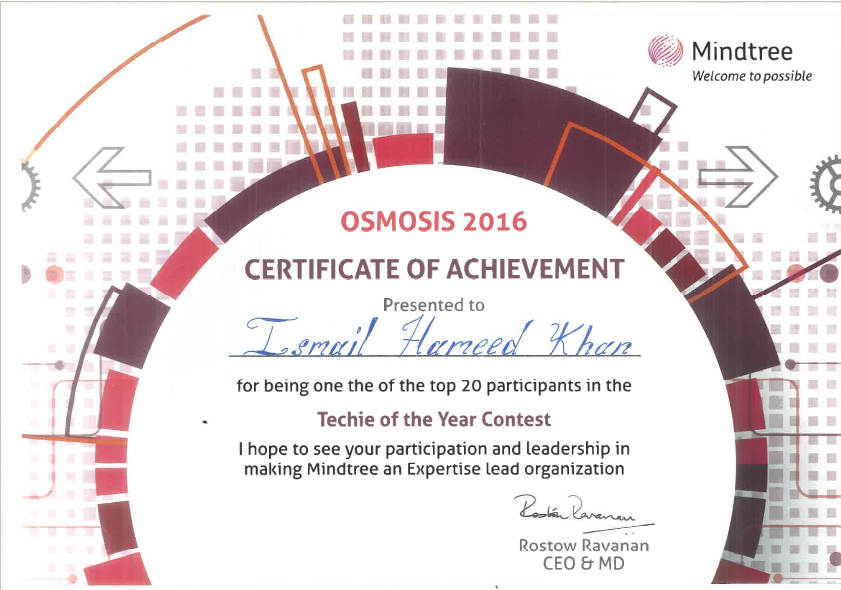 Mindtree
Welcome to possible
OSMOSIS 2016
CERTIFICATE OF ACHIEVEMENT
Presented to
Ismail Hameed Khan
for being one the of the top 20 participants in the
Techie of the Year Contest
I hope to see your participation and leadership in
making Mindtree an Expertise lead organization
Rostow Ravanan
Rostow Ravanan
CEO & MD